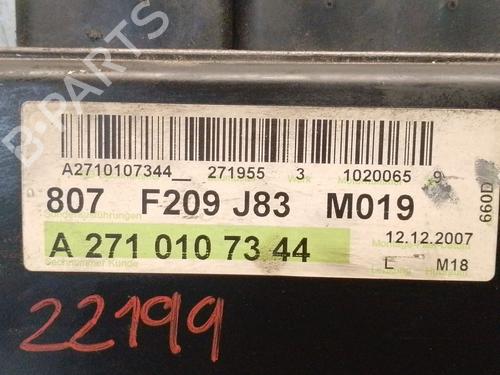 A2710107344__ 271955 3 1020065 9
807 F209 J83 M019
A 271 010 73 44 12.12.2007
L M18
660D
22199
B-PARTS